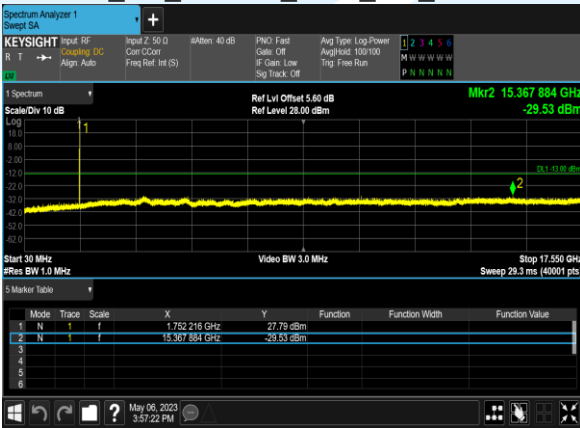 Spectrum Analyzer 1
Swept SA
KEYSIGHT Input: RF Input Z: 50 Ω #Atten: 40 dB PNO: Fast Avg Type: Log-Power 1 2 3 4 5 6
R T Coupling: DC Corr CCorr Gate: Off Avg|Hold: 100/100 M W W W W W
Align: Auto Freq Ref: Int (S) IF Gain: Low Trig: Free Run
LV Sig Track: Off P N N N N N
1 Spectrum Ref Lvl Offset 5.60 dB Mkr2 15.367 884 GHz
Scale/Div 10 dB Ref Level 28.00 dBm -29.53 dBm
Log
1
18.0
8.00
-2.00
-12.0 DL1 -13.00 dBm
-22.0 2
-32.0
-42.0
-52.0
-62.0
Start 30 MHz Video BW 3.0 MHz Stop 17.550 GHz
#Res BW 1.0 MHz Sweep 29.3 ms (40001 pts
5 Marker Table
Mode Trace Scale X Y Function Function Width Function Value
1 N 1 f 1.752 216 GHz 27.79 dBm
2 N 1 f 15.367 884 GHz -29.53 dBm
3
4
5
6
? May 06, 2023
3:57:22 PM